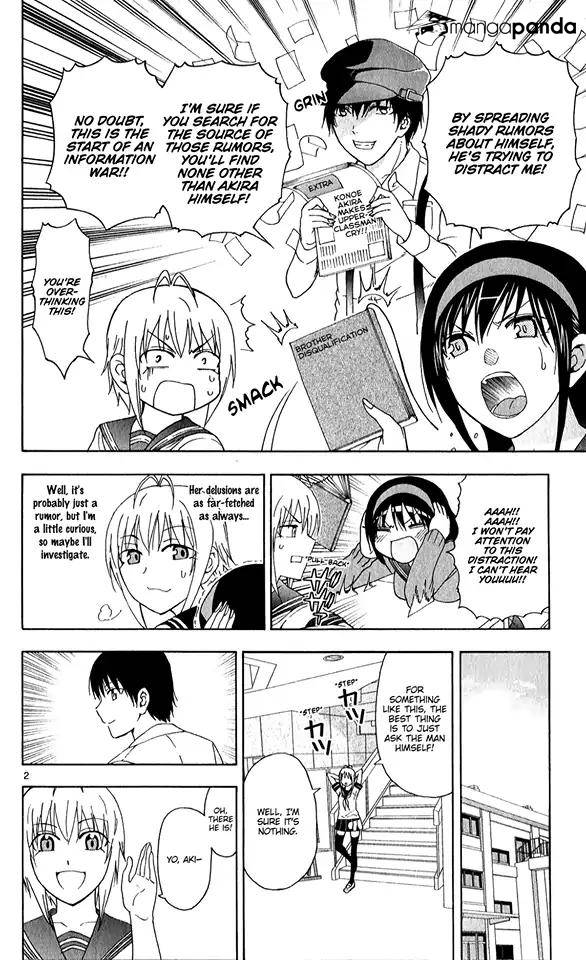 mangapanda
BY SPREADING
SHADY RUMORS
ABOUT HIMSELF,
HE'S TRYING TO
DISTRACT ME!
GRIN
EXTRA
KONOE
AKIRA
MAKES
UPPER-
CLASSMAN
CRY!!
I'M SURE IF
YOU SEARCH FOR
THE SOURCE OF
THOSE RUMORS,
YOU'LL FIND
NONE OTHER
THAN AKIRA
HIMSELF!
NO DOUBT,
THIS IS THE
START OF AN
INFORMATION
WAR!!
YOU'RE
OVER-
THINKING
THIS!
BROTHER
DISQUALIFICATION
SMACK
AAAH!!
AAAH!!
I WON'T PAY
ATTENTION
TO THIS
DISTRACTION!
I CAN'T HEAR
YOUUUU!!
*PULL BACK*
Her delusions are
as far-fetched
as always...
Well, it's
probably just a
rumor, but I'm
a little curious,
so maybe I'll
investigate.
FOR
SOMETHING
LIKE THIS, THE
BEST THING
IS TO JUST
ASK THE MAN
HIMSELF!
*STEP*
カツ
*STEP*
カツ
WELL, I'M
SURE IT'S
NOTHING.
OH,
THERE
HE IS!
YO, AKI-
2